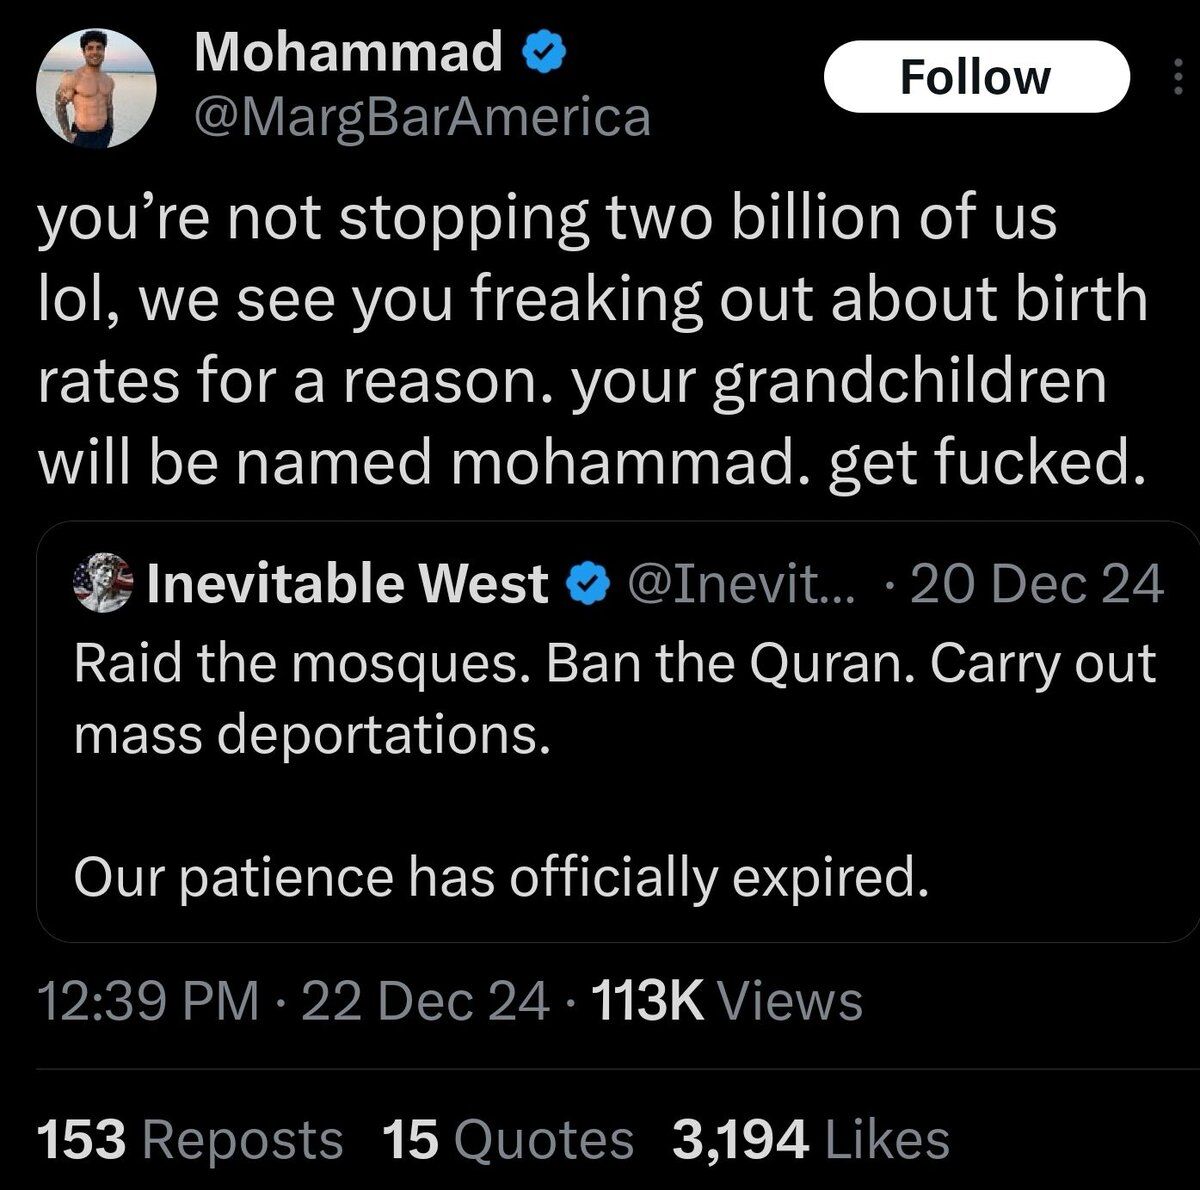 Mohammad
Follow
@MargBarAmerica
you’re not stopping two billion of us
lol, we see you freaking out about birth
rates for a reason. your grandchildren
will be named mohammad. get fucked.
Inevitable West @Inevit... · 20 Dec 24
Raid the mosques. Ban the Quran. Carry out
mass deportations.
Our patience has officially expired.
12:39 PM · 22 Dec 24 · 113K Views
153 Reposts 15 Quotes 3,194 Likes